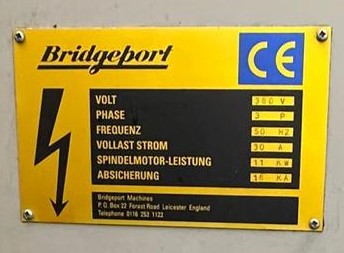 Bridgeport
CE
VOLT 380 V
PHASE 3 P
FREQUENZ 50 HZ
VOLLAST STROM 30 A
SPINDELMOTOR-LEISTUNG 11 KW
ABSICHERUNG KA
Bridgeport Machines
P.O. Box 22 Forest Road Leicester England
Telephone 0116 253 1122